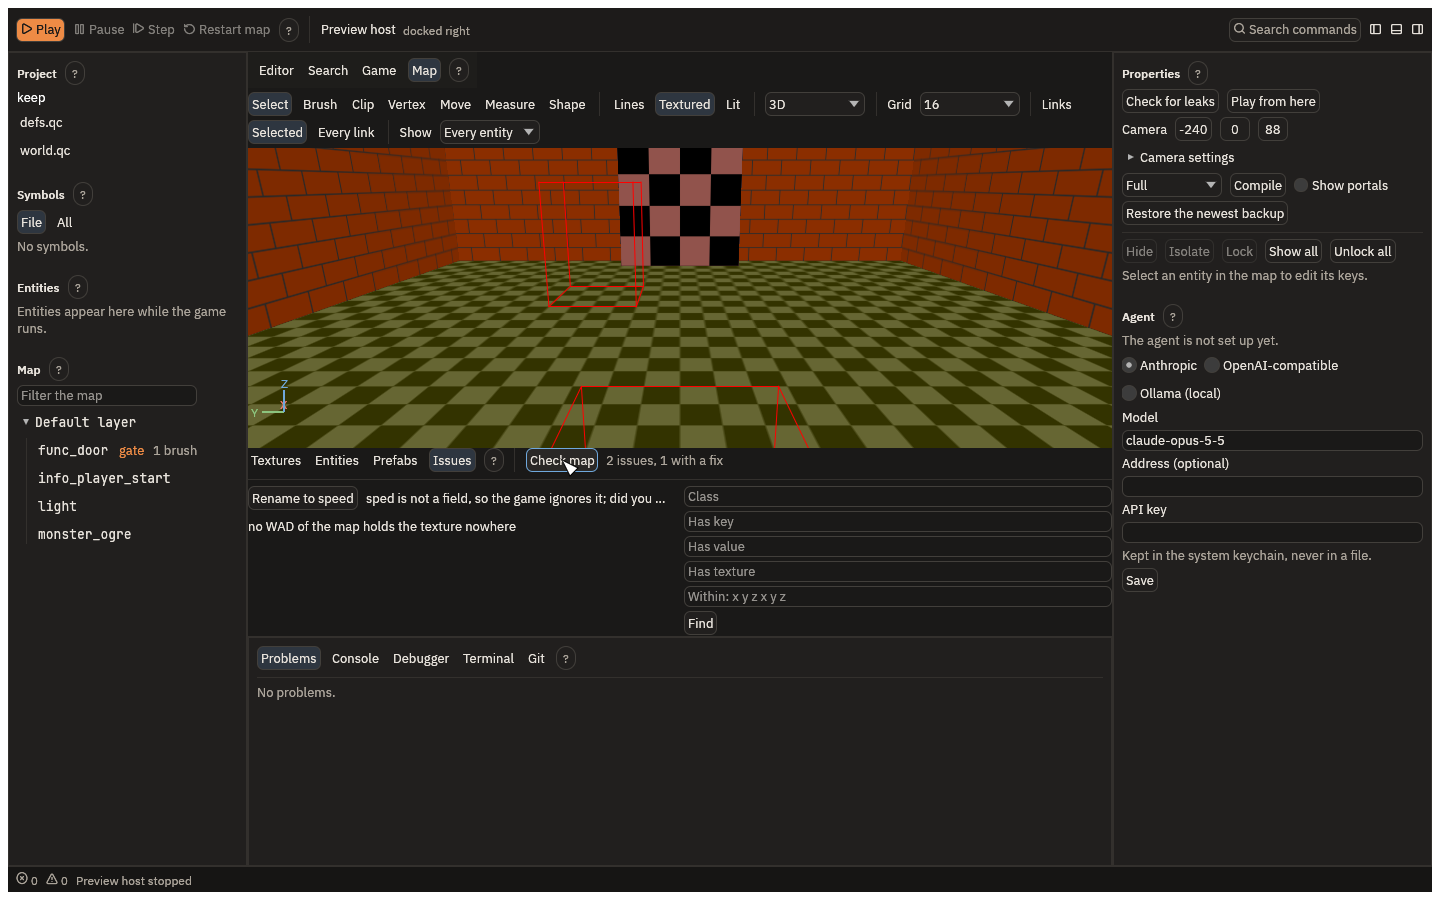 Play Pause Step Restart map ? Preview host docked right Search commands
Project ?
keep
defs.qc
world.qc
Symbols ?
File All
No symbols.
Entities ?
Entities appear here while the game
runs.
Map ?
Filter the map
Default layer
func_door gate 1 brush
info_player_start
light
monster_ogre
Editor Search Game Map ?
Select Brush Clip Vertex Move Measure Shape Lines Textured Lit 3D Grid 16 Links
Selected Every link Show Every entity
Z
Y X
Textures Entities Prefabs Issues ? Check map 2 issues, 1 with a fix
Rename to speed sped is not a field, so the game ignores it; did you ...
no WAD of the map holds the texture nowhere
Class
Has key
Has value
Has texture
Within: x y z x y z
Find
Problems Console Debugger Terminal Git ?
No problems.
Properties ?
Check for leaks Play from here
Camera -240 0 88
Camera settings
Full Compile Show portals
Restore the newest backup
Hide Isolate Lock Show all Unlock all
Select an entity in the map to edit its keys.
Agent ?
The agent is not set up yet.
Anthropic OpenAI-compatible
Ollama (local)
Model
claude-opus-5-5
Address (optional)
API key
Kept in the system keychain, never in a file.
Save
0 0 Preview host stopped